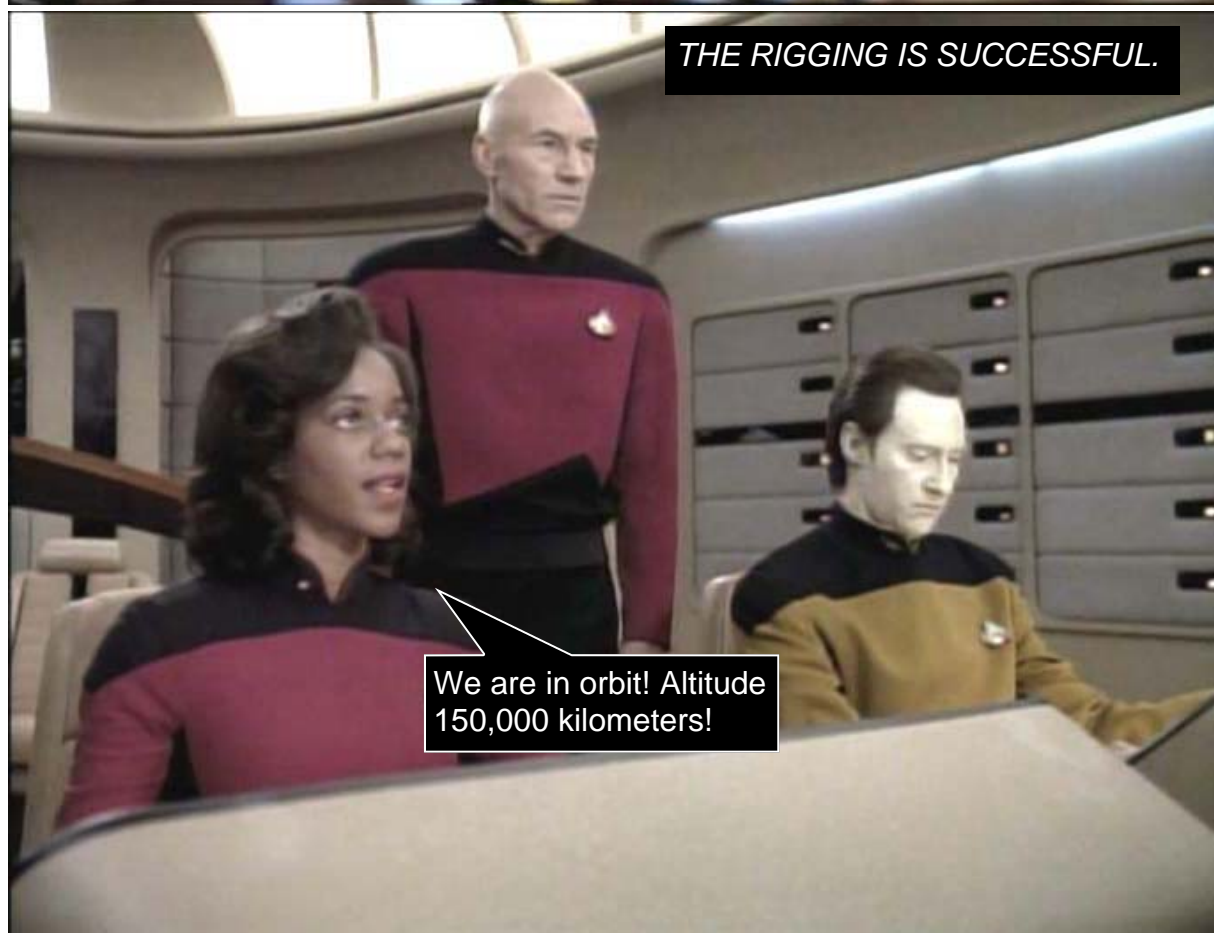 THE RIGGING IS SUCCESSFUL.
We are in orbit! Altitude
150,000 kilometers!